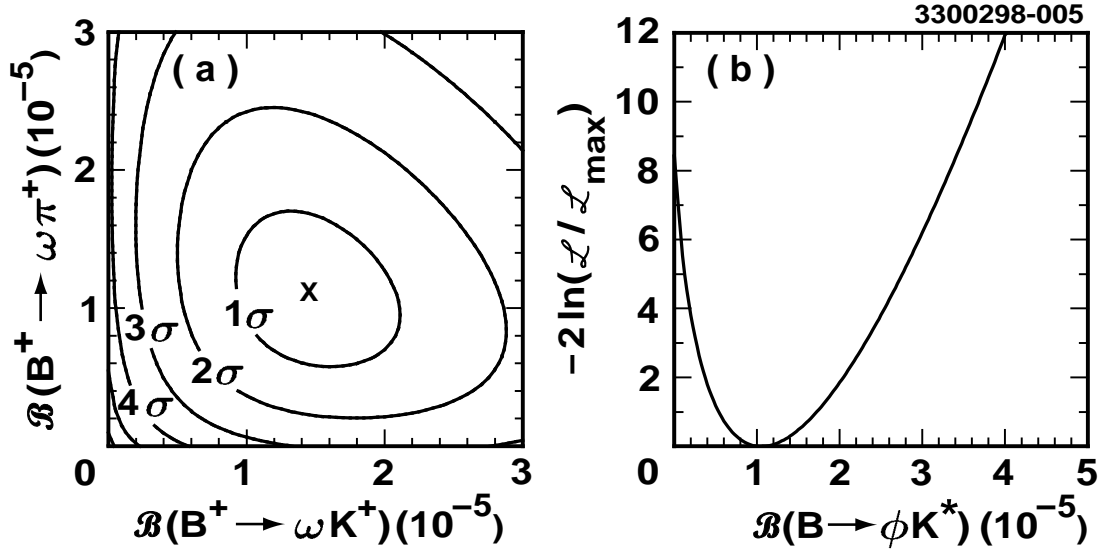 3300298-005
(a)
3
2
1
0
1
2
3
1σ
2σ
3σ
4σ
x
ℬ(B⁺ → ωπ⁺)(10⁻⁵)
ℬ(B⁺ → ωK⁺)(10⁻⁵)
(b)
12
10
8
6
4
2
0
1
2
3
4
5
−2 ln(ℒ/ℒmax)
ℬ(B→ϕK*)(10⁻⁵)